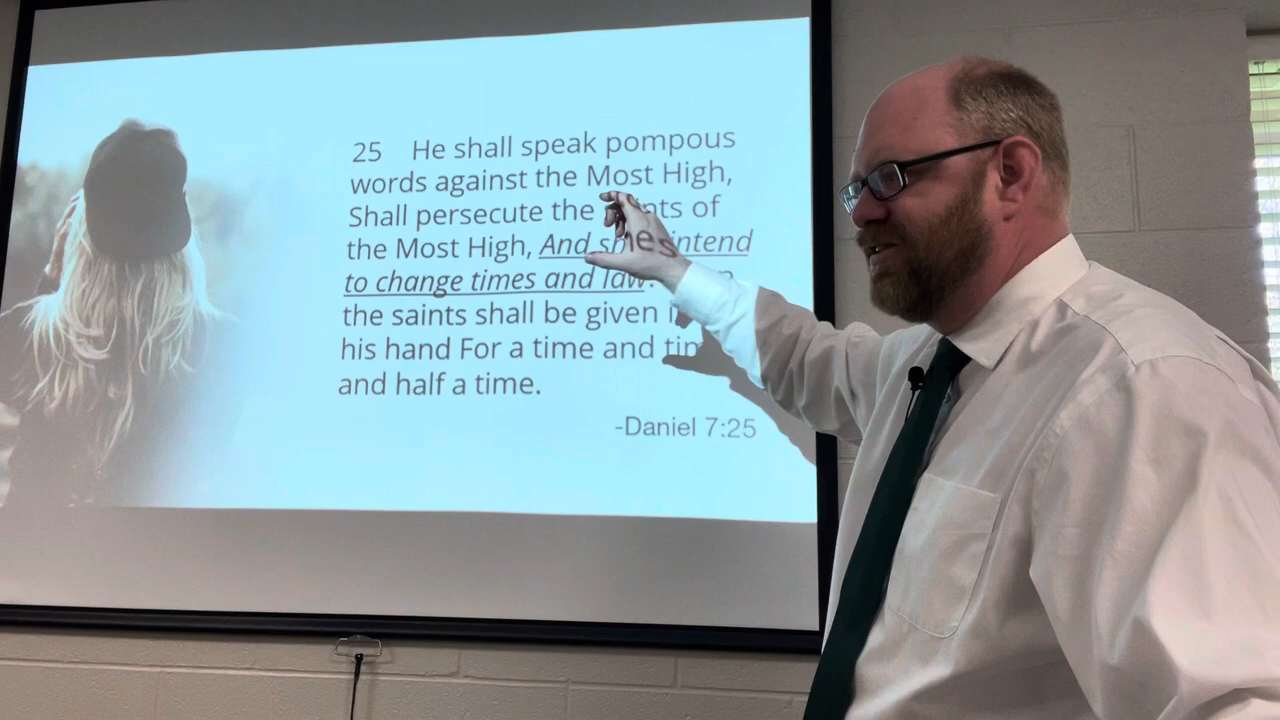 25 He shall speak pompous
words against the Most High,
Shall persecute the of
the Most High, And intend
to change times and law.
the saints shall be given
his hand For a time and
and half a time.
-Daniel 7:25